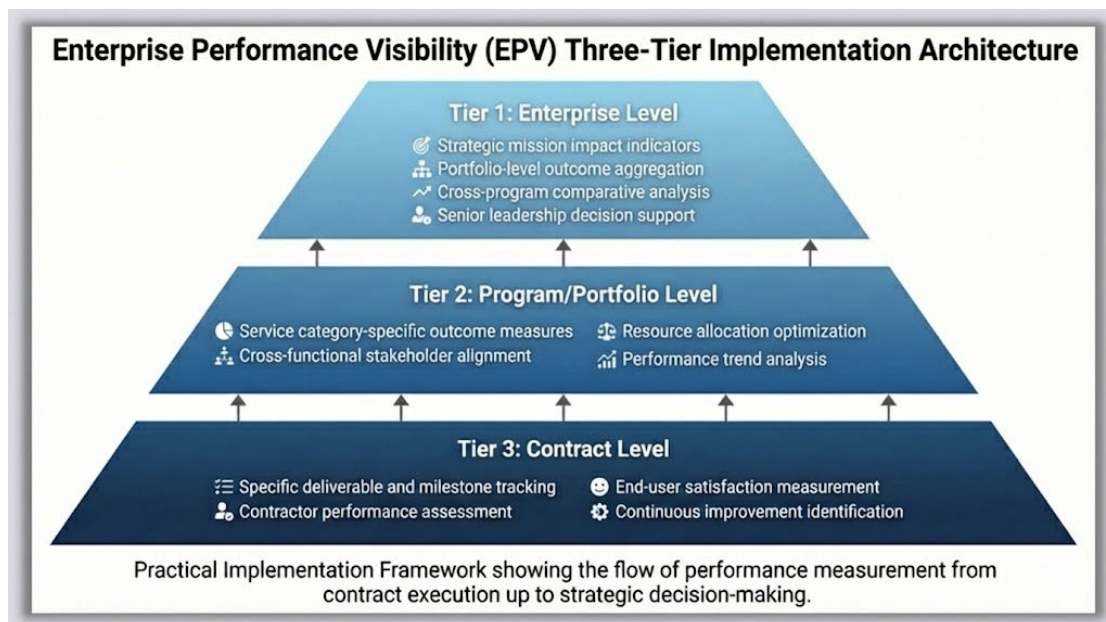 Enterprise Performance Visibility (EPV) Three-Tier Implementation Architecture
Tier 1: Enterprise Level
Strategic mission impact indicators
Portfolio-level outcome aggregation
Cross-program comparative analysis
Senior leadership decision support
Tier 2: Program/Portfolio Level
Service category-specific outcome measures
Cross-functional stakeholder alignment
Resource allocation optimization
Performance trend analysis
Tier 3: Contract Level
Specific deliverable and milestone tracking
Contractor performance assessment
End-user satisfaction measurement
Continuous improvement identification
Practical Implementation Framework showing the flow of performance measurement from
contract execution up to strategic decision-making.